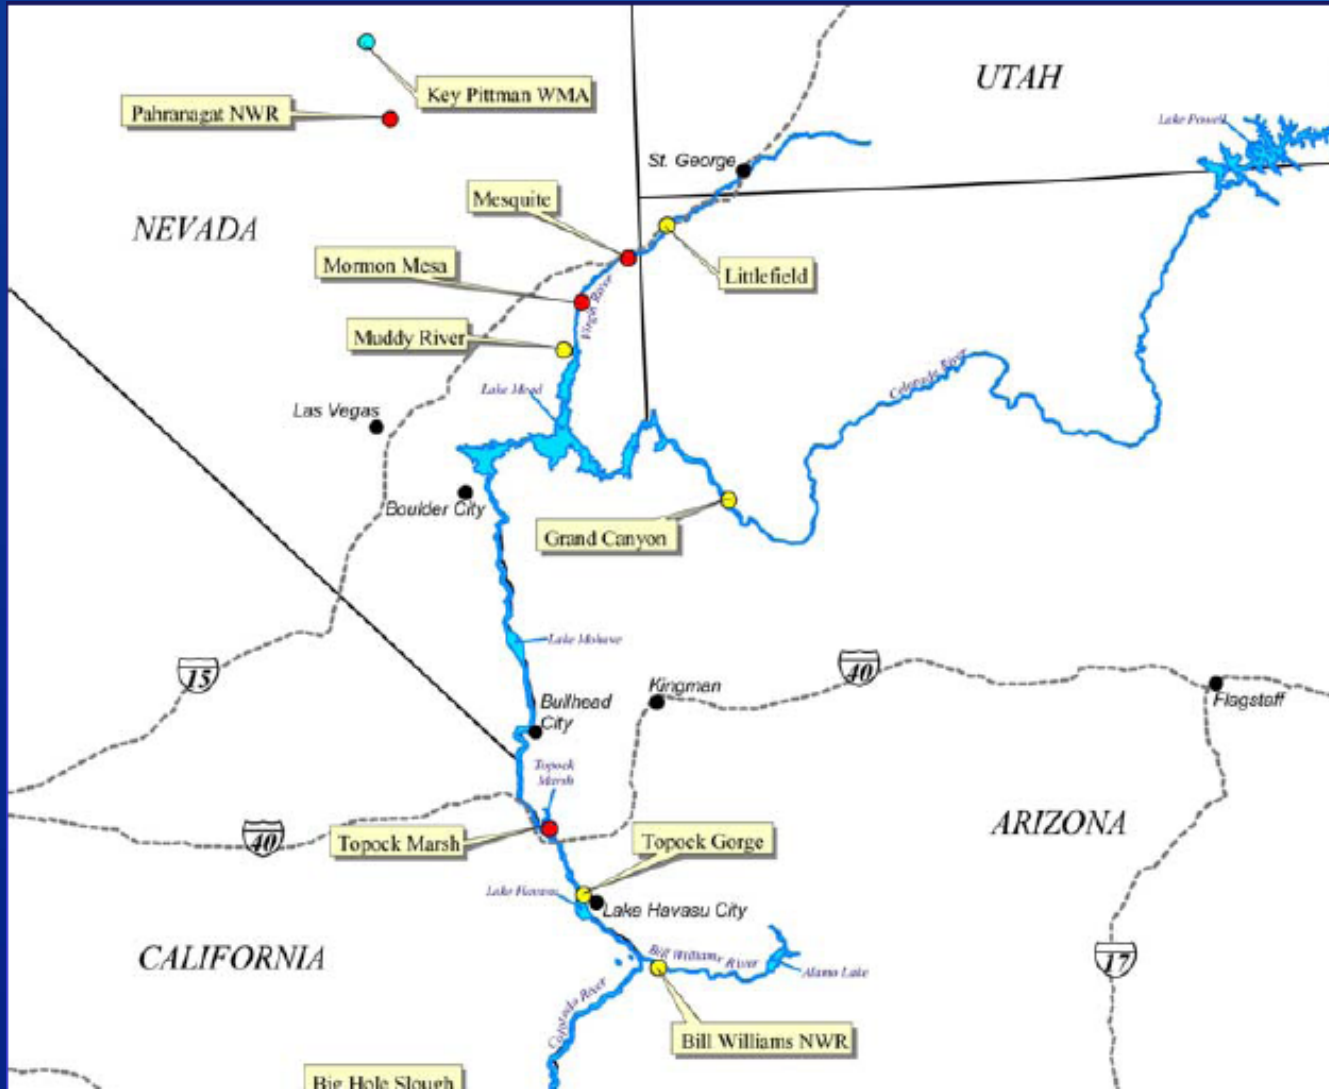 UTAH
Key Pittman WMA
Pahranagat NWR
Lake Powell
St. George
Mesquite
NEVADA
Mormon Mesa
Littlefield
Virgin River
Muddy River
Colorado River
Lake Mead
Las Vegas
Boulder City
Grand Canyon
Lake Mohave
15
40
Kingman
Flagstaff
Bullhead
City
Topock
Marsh
ARIZONA
40
Topock Marsh
Topock Gorge
Lake Havasu
Lake Havasu City
CALIFORNIA
Bill Williams River
17
Alamo Lake
Colorado River
Bill Williams NWR
Big Hole Slough